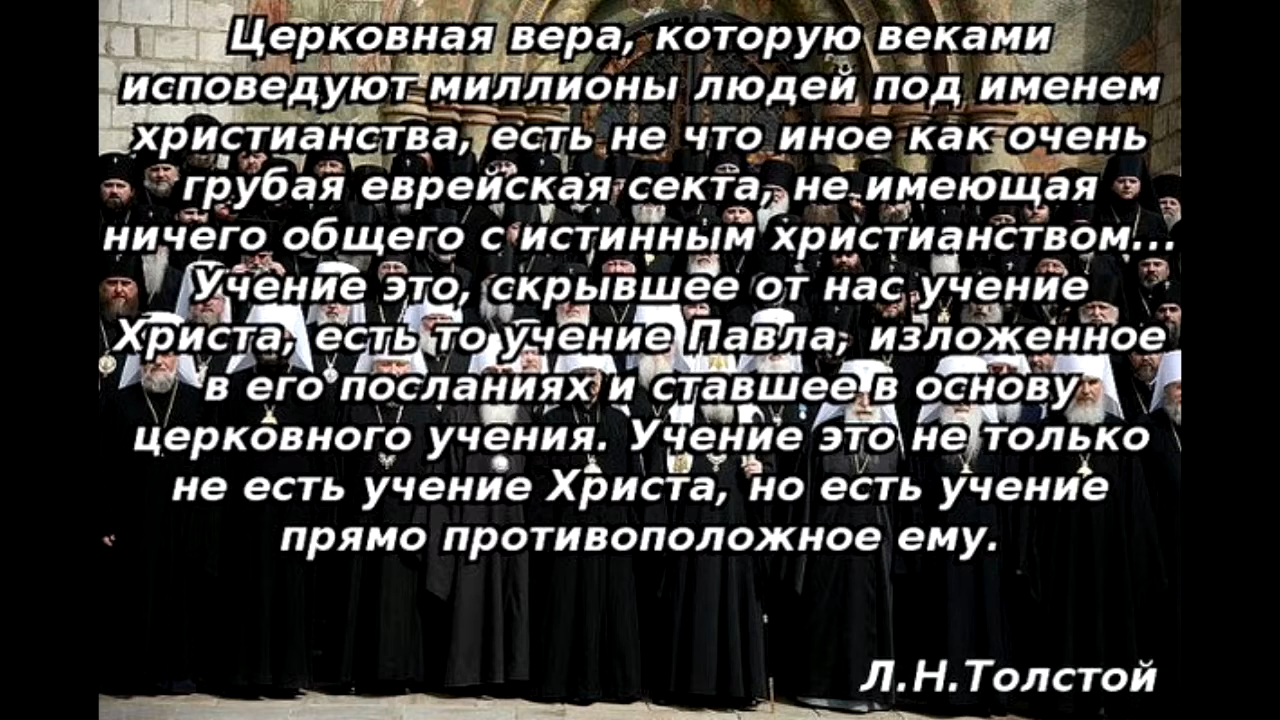 Церковная вера, которую веками
исповедуют миллионы людей под именем
христианства, есть не что иное как очень
грубая еврейская секта, не имеющая
ничего общего с истинным христианством...
Учение это, скрывшее от нас учение
Христа, есть то учение Павла, изложенное
в его посланиях и ставшее в основу
церковного учения. Учение это не только
не есть учение Христа, но есть учение
прямо противоположное ему.
Л.Н.Толстой